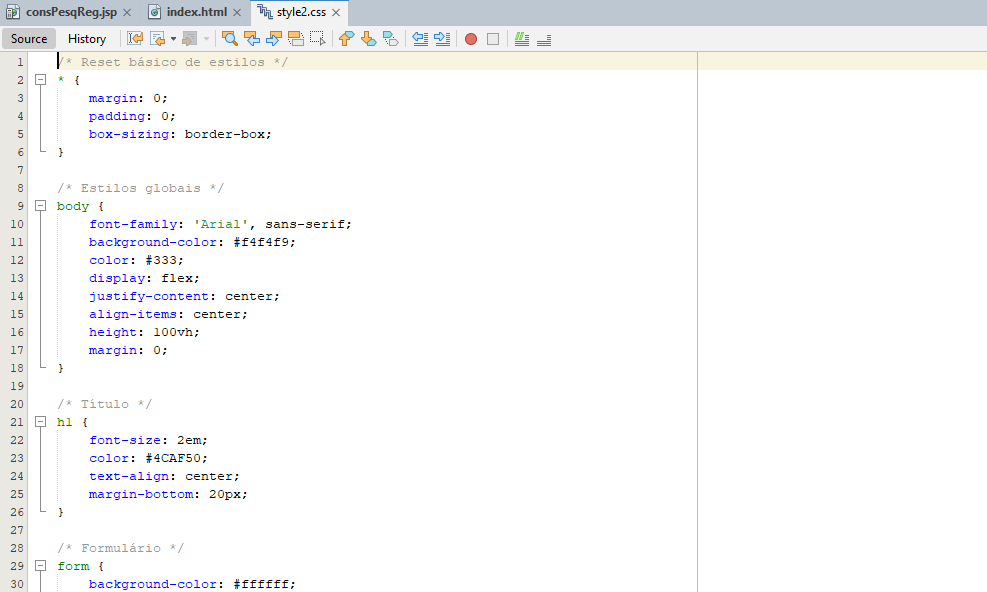 consPesqReg.jsp index.html style2.css
Source History
1 /* Reset básico de estilos */
2 * {
3 margin: 0;
4 padding: 0;
5 box-sizing: border-box;
6 }
7
8 /* Estilos globais */
9 body {
10 font-family: 'Arial', sans-serif;
11 background-color: #f4f4f9;
12 color: #333;
13 display: flex;
14 justify-content: center;
15 align-items: center;
16 height: 100vh;
17 margin: 0;
18 }
19
20 /* Título */
21 h1 {
22 font-size: 2em;
23 color: #4CAF50;
24 text-align: center;
25 margin-bottom: 20px;
26 }
27
28 /* Formulário */
29 form {
30 background-color: #ffffff;